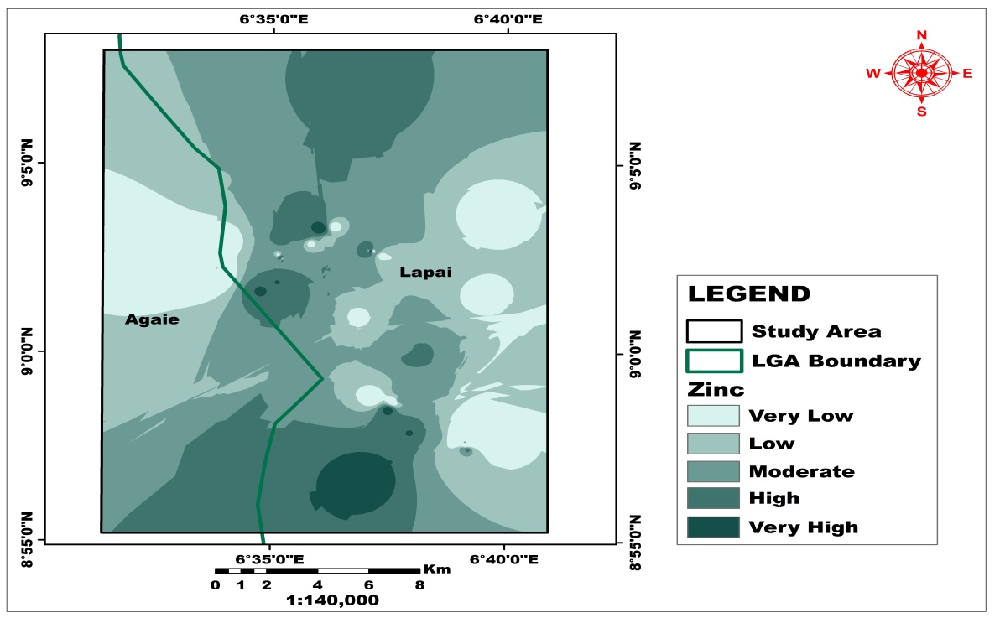 6°35'0"E 6°40'0"E
N
W E
S
9°5'0"N 9°5'0"N
Lapai
Agaie
9°0'0"N 9°0'0"N
8°55'0"N 8°55'0"N
6°35'0"E 6°40'0"E
Km
0 1 2 4 6 8
1:140,000
LEGEND
Study Area
LGA Boundary
Zinc
Very Low
Low
Moderate
High
Very High